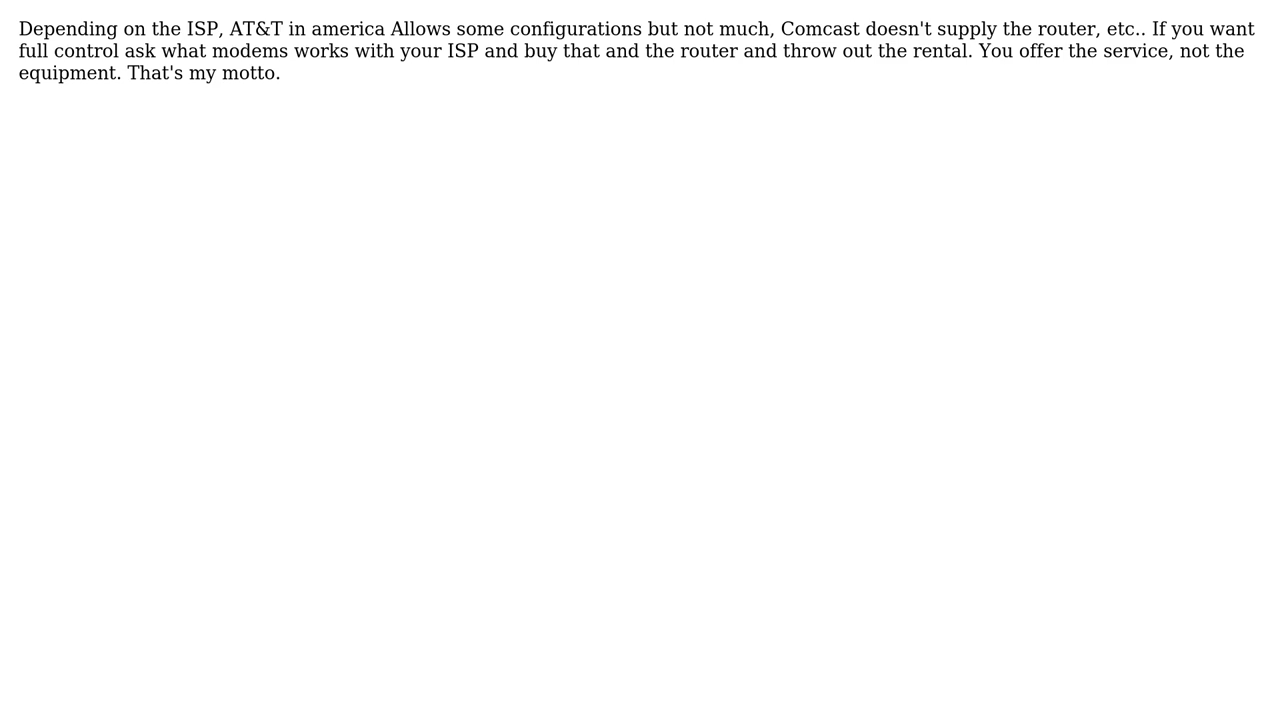 Depending on the ISP, AT&T in america Allows some configurations but not much, Comcast doesn't supply the router, etc.. If you want
full control ask what modems works with your ISP and buy that and the router and throw out the rental. You offer the service, not the
equipment. That's my motto.